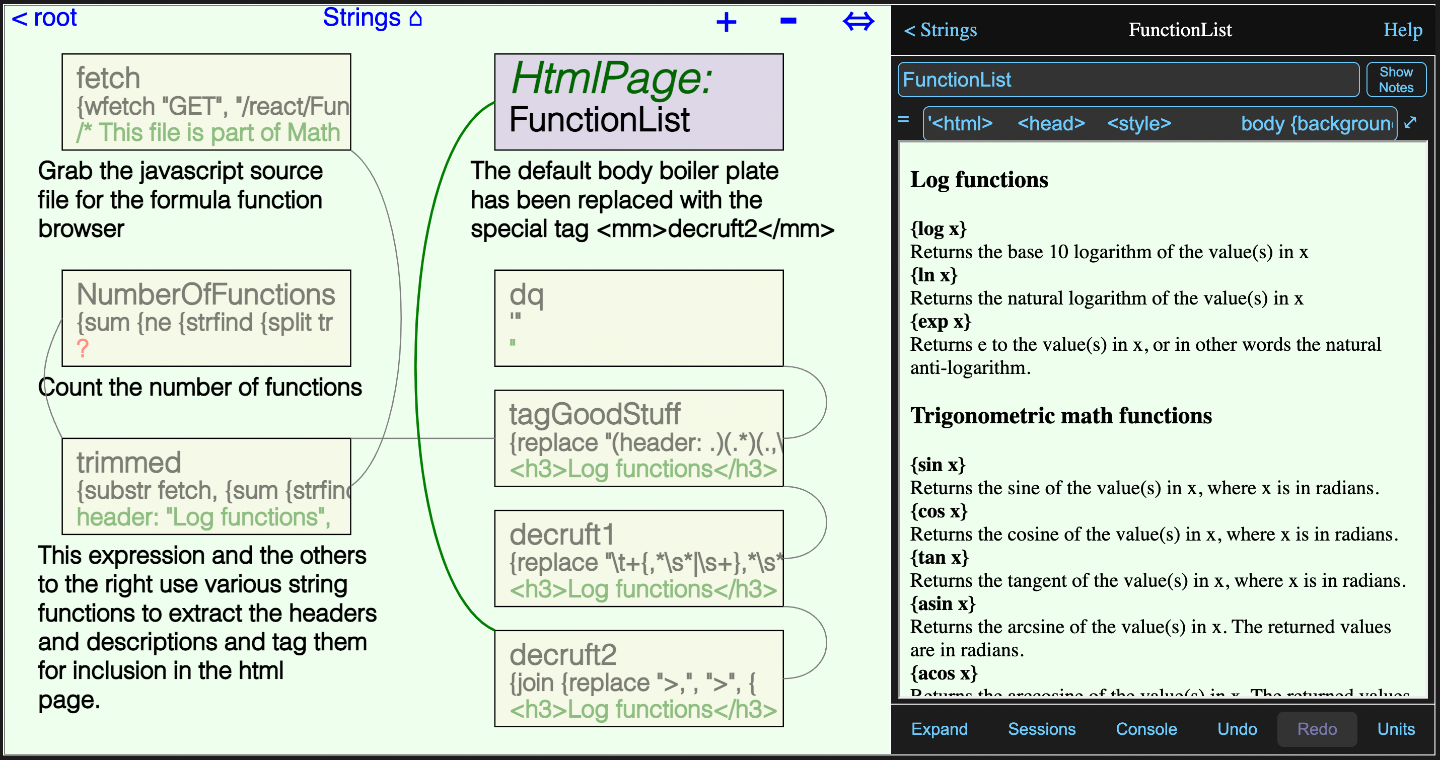 < root
Strings ⌂
+
-
⇔
fetch
{wfetch "GET", "/react/Fun
/* This file is part of Math
Grab the javascript source
file for the formula function
browser
NumberOfFunctions
{sum {ne {strfind {split tr
?
Count the number of functions
trimmed
{substr fetch, {sum {strfind
header: "Log functions",
This expression and the others
to the right use various string
functions to extract the headers
and descriptions and tag them
for inclusion in the html
page.
HtmlPage:
FunctionList
The default body boiler plate
has been replaced with the
special tag <mm>decruft2</mm>
dq
'"
"
tagGoodStuff
{replace "(header: .)(.*)(.,\
<h3>Log functions</h3>
decruft1
{replace "\t+{,*\s*|\s+},*\s*
<h3>Log functions</h3>
decruft2
{join {replace ">,", ">", {
<h3>Log functions</h3>
< Strings
FunctionList
Help
FunctionList
Show
Notes
= '<html> <head> <style> body {backgroun
Log functions
{log x}
Returns the base 10 logarithm of the value(s) in x
{ln x}
Returns the natural logarithm of the value(s) in x
{exp x}
Returns e to the value(s) in x, or in other words the natural
anti-logarithm.
Trigonometric math functions
{sin x}
Returns the sine of the value(s) in x, where x is in radians.
{cos x}
Returns the cosine of the value(s) in x, where x is in radians.
{tan x}
Returns the tangent of the value(s) in x, where x is in radians.
{asin x}
Returns the arcsine of the value(s) in x. The returned values
are in radians.
{acos x}
Returns the arccosine of the value(s) in x. The returned values
Expand
Sessions
Console
Undo
Redo
Units